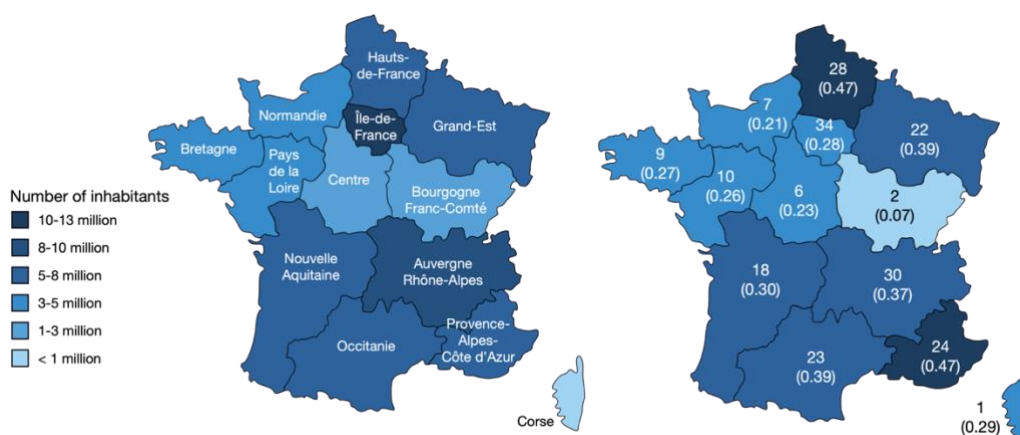 Hauts-
de-France
Normandie
Île-de-
France
Grand-Est
Bretagne
Pays
de la
Loire
Centre
Bourgogne
Franc-Comté
Nouvelle
Aquitaine
Auvergne
Rhône-Alpes
Occitanie
Provence-
Alpes-
Côte d'Azur
Corse
Number of inhabitants
10-13 million
8-10 million
5-8 million
3-5 million
1-3 million
< 1 million
28
(0.47)
7
(0.21)
34
(0.28)
22
(0.39)
9
(0.27)
10
(0.26)
6
(0.23)
2
(0.07)
18
(0.30)
30
(0.37)
23
(0.39)
24
(0.47)
1
(0.29)